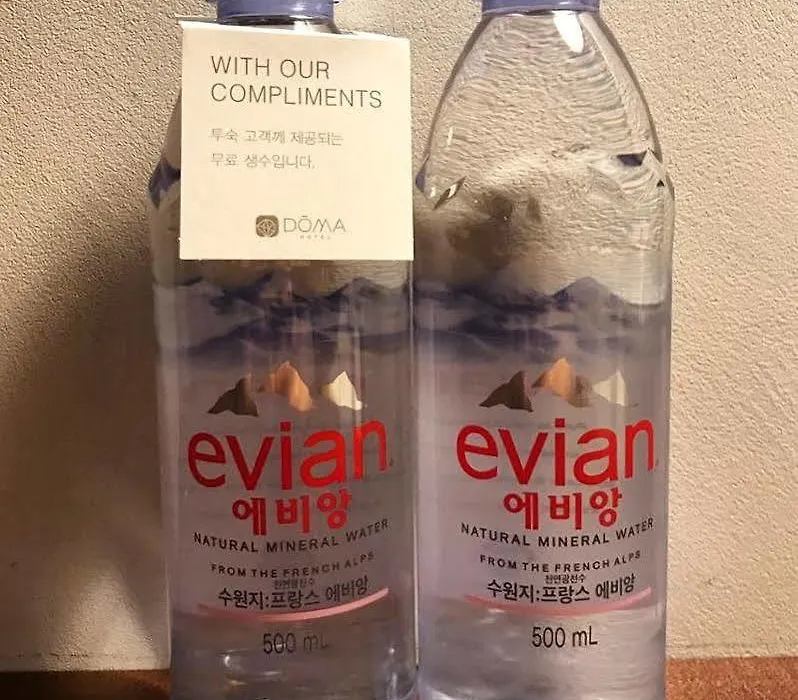 WITH OUR
COMPLIMENTS
투숙 고객께 제공되는
무료 생수입니다.
DŌMA
HOTEL
evian
에비앙
NATURAL MINERAL WATER
FROM THE FRENCH ALPS
천연광천수
수원지:프랑스 에비앙
500 mL
evian
에비앙
NATURAL MINERAL WATER
FROM THE FRENCH ALPS
천연광천수
수원지:프랑스 에비앙
500 mL